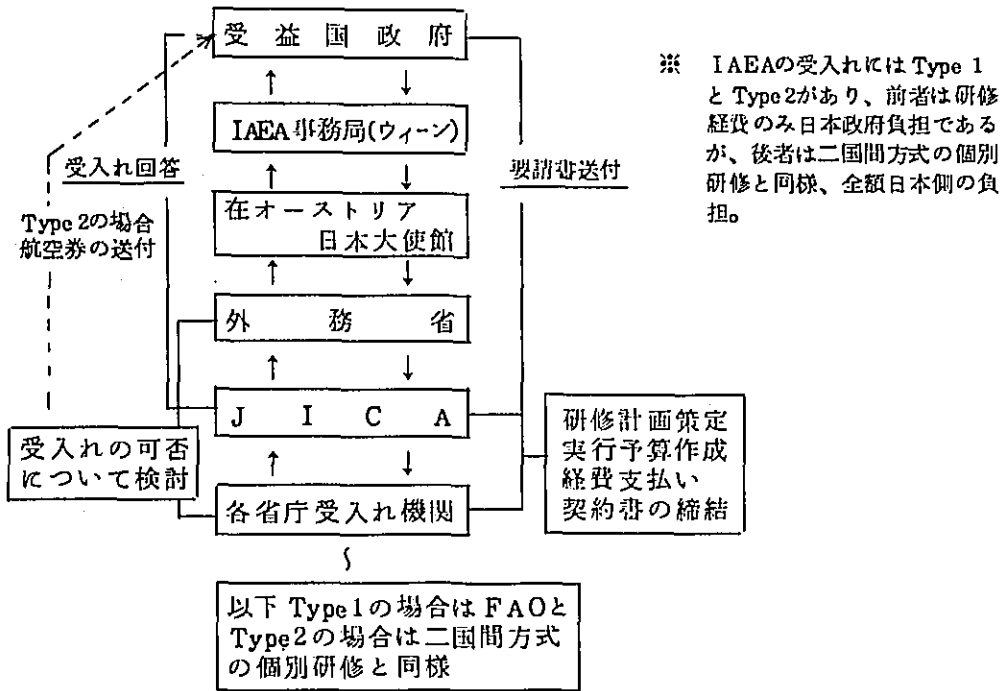 受益国政府
※ IAEAの受入れにはType 1
とType 2があり、前者は研修
経費のみ日本政府負担である
が、後者は二国間方式の個別
研修と同様、全額日本側の負
担。
↑ ↓
IAEA事務局(ウィーン)
受入れ回答
要請書送付
↑ ↓
Type 2の場合
航空券の送付
在オーストリア
日本大使館
↑ ↓
外務省
↑ ↓
JICA
受入れの可否
について検討
研修計画策定
実行予算作成
経費支払い
契約書の締結
↑ ↓
各省庁受入れ機関
〜
以下Type 1の場合はFAOと
Type 2の場合は二国間方式
の個別研修と同様